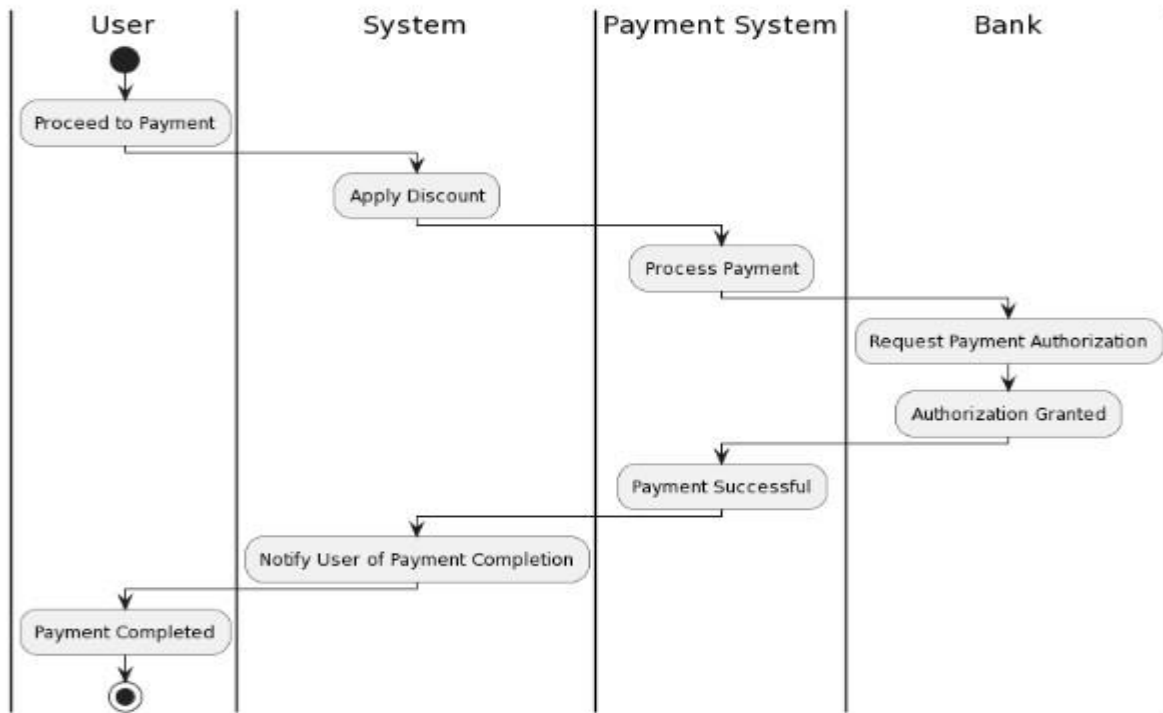 User
System
Payment System
Bank
Proceed to Payment
Apply Discount
Process Payment
Request Payment Authorization
Authorization Granted
Payment Successful
Notify User of Payment Completion
Payment Completed